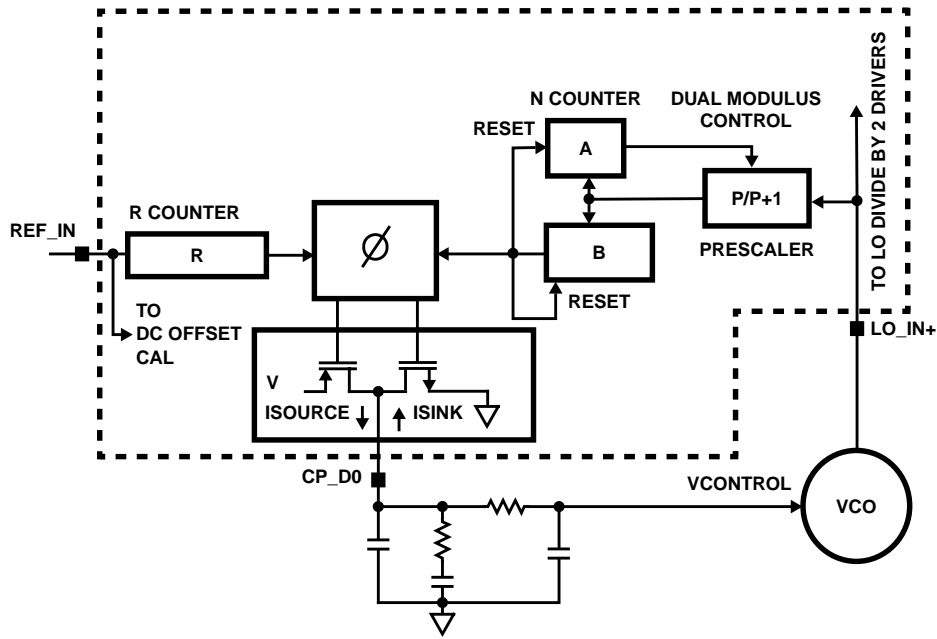 N COUNTER
DUAL MODULUS
CONTROL
TO LO DIVIDE BY 2 DRIVERS
RESET
A
P/P+1
PRESCALER
R COUNTER
REF_IN
R
Ø
B
RESET
TO
DC OFFSET
CAL
LO_IN+
V
ISOURCE
ISINK
CP_D0
VCONTROL
VCO